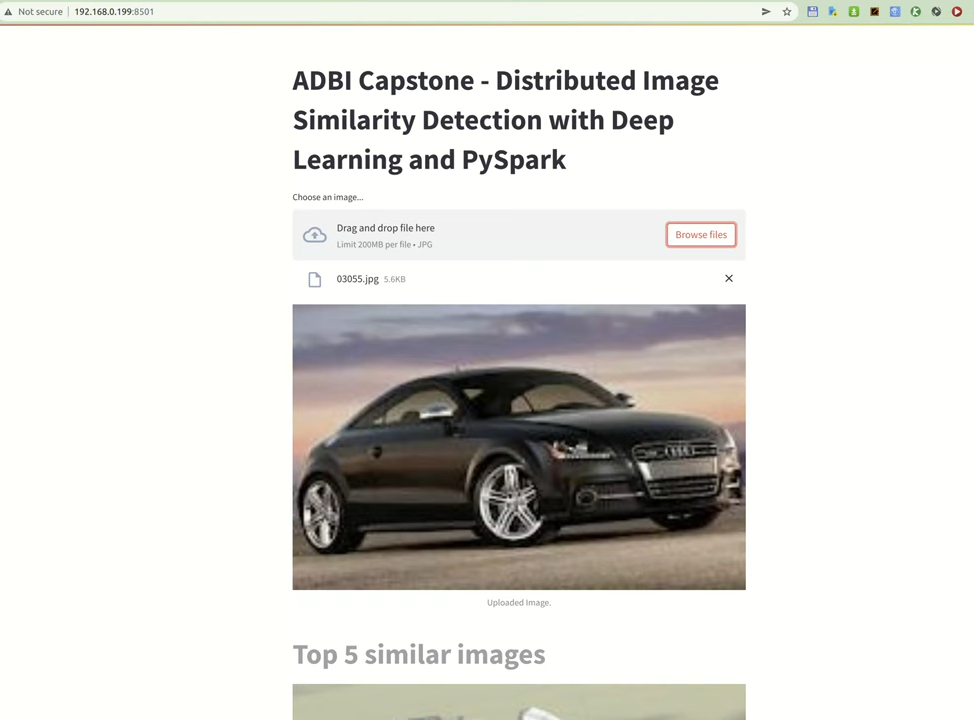 Not secure
192.168.0.199:8501
ADBI Capstone - Distributed Image
Similarity Detection with Deep
Learning and PySpark
Choose an image...
Drag and drop file here
Limit 200MB per file • JPG
Browse files
03055.jpg 5.6KB
Uploaded Image.
Top 5 similar images